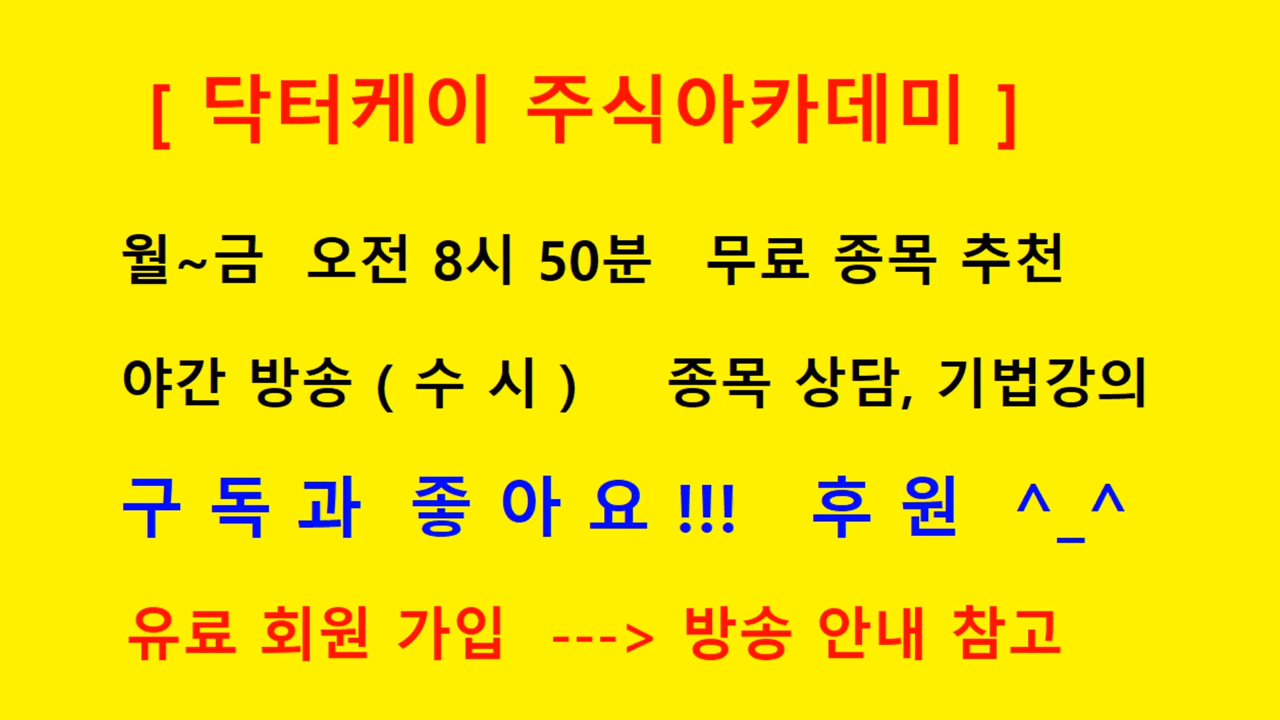 [ 닥터케이 주식아카데미 ]
월~금 오전 8시 50분 무료 종목 추천
야간 방송 ( 수 시 ) 종목 상담, 기법강의
구 독 과 좋 아 요 !!! 후 원 ^_^
유료 회원 가입 ---> 방송 안내 참고